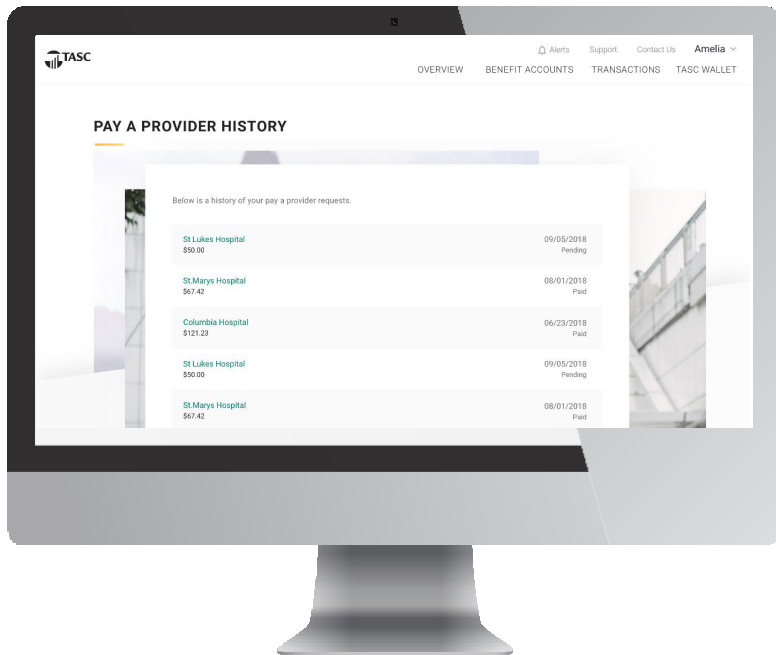 TASC
Alerts Support Contact Us Amelia
OVERVIEW BENEFIT ACCOUNTS TRANSACTIONS TASC WALLET
PAY A PROVIDER HISTORY
Below is a history of your pay a provider requests.
St Lukes Hospital 09/05/2018
$50.00 Pending
St.Marys Hospital 08/01/2018
$67.42 Paid
Columbia Hospital 06/23/2018
$121.23 Paid
St Lukes Hospital 09/05/2018
$50.00 Pending
St.Marys Hospital 08/01/2018
$67.42 Paid